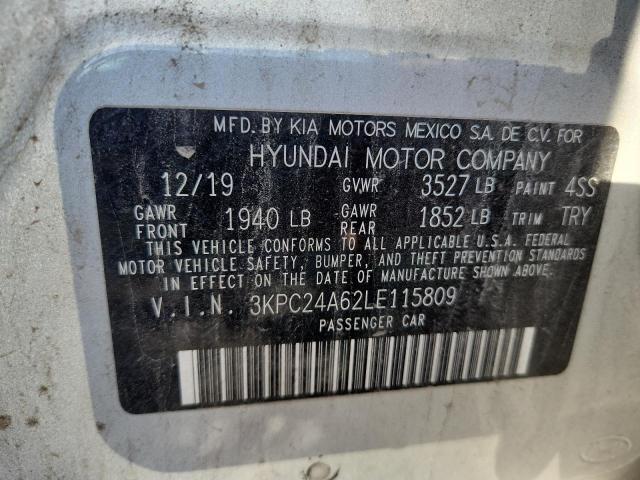 MFD. BY KIA MOTORS MEXICO S.A. DE C.V. FOR
HYUNDAI MOTOR COMPANY
12/19 GVWR 3527 LB PAINT 4SS
GAWR FRONT 1940 LB GAWR REAR 1852 LB TRIM TRY
THIS VEHICLE CONFORMS TO ALL APPLICABLE U.S.A. FEDERAL
MOTOR VEHICLE SAFETY, BUMPER, AND THEFT PREVENTION STANDARDS
IN EFFECT ON THE DATE OF MANUFACTURE SHOWN ABOVE.
V.I.N. 3KPC24A62LE115809
PASSENGER CAR